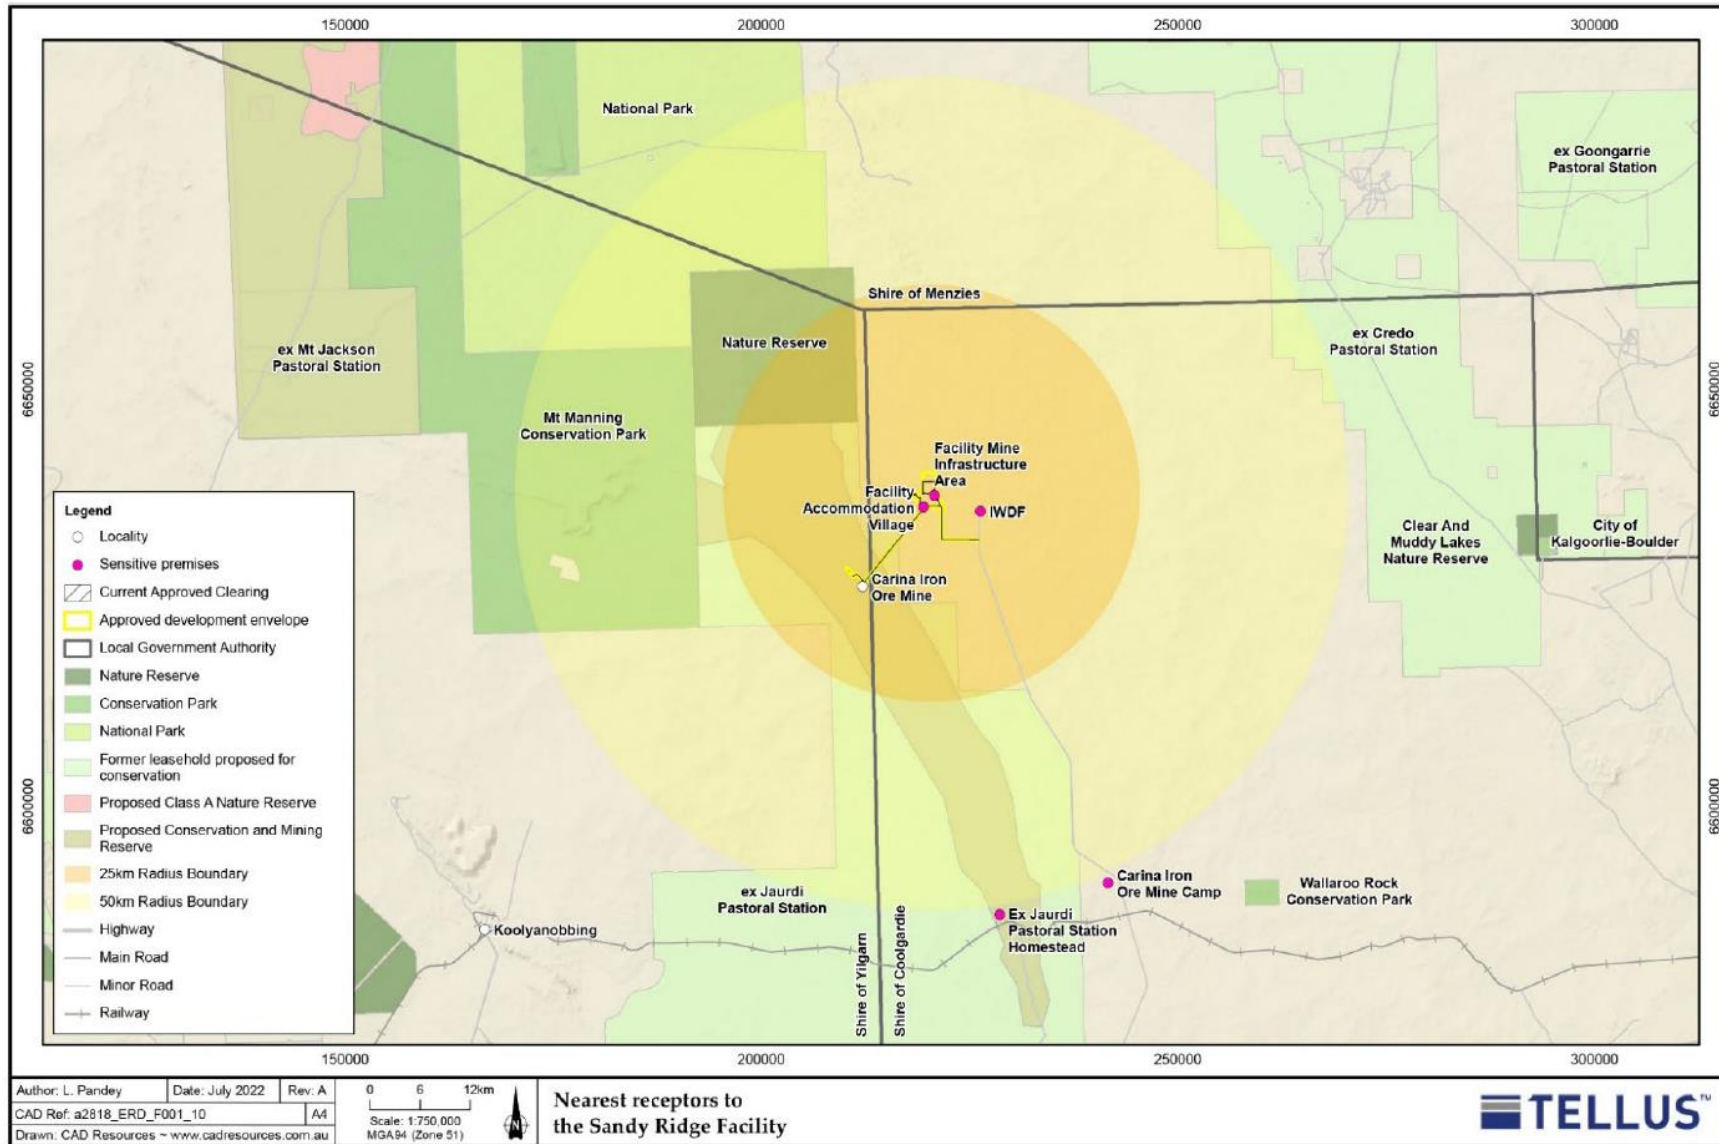 150000
200000
250000
300000
National Park
ex Goongarrie
Pastoral Station
Shire of Menzies
Nature Reserve
ex Mt Jackson
Pastoral Station
ex Credo
Pastoral Station
6650000
6650000
Mt Manning
Conservation Park
Facility Mine
Infrastructure
Area
Facility
Accommodation
Village
IWDF
Clear And
Muddy Lakes
Nature Reserve
City of
Kalgoorlie-Boulder
Carina Iron
Ore Mine
Legend
Locality
Sensitive premises
Current Approved Clearing
Approved development envelope
Local Government Authority
Nature Reserve
Conservation Park
National Park
Former leasehold proposed for
conservation
Proposed Class A Nature Reserve
Proposed Conservation and Mining
Reserve
25km Radius Boundary
50km Radius Boundary
Highway
Main Road
Minor Road
Railway
6600000
6600000
Carina Iron
Ore Mine Camp
Wallaroo Rock
Conservation Park
ex Jaurdi
Pastoral Station
Koolyanobbing
Ex Jaurdi
Pastoral Station
Homestead
Shire of Yilgarn
Shire of Coolgardie
150000
200000
250000
300000
Author: L. Pandey
Date: July 2022
Rev: A
CAD Ref: a2818_ERD_F001_10
A4
Drawn: CAD Resources ~ www.cadresources.com.au
0 6 12km
Scale: 1:750,000
MGA94 (Zone 51)
N
Nearest receptors to
the Sandy Ridge Facility
TELLUS™